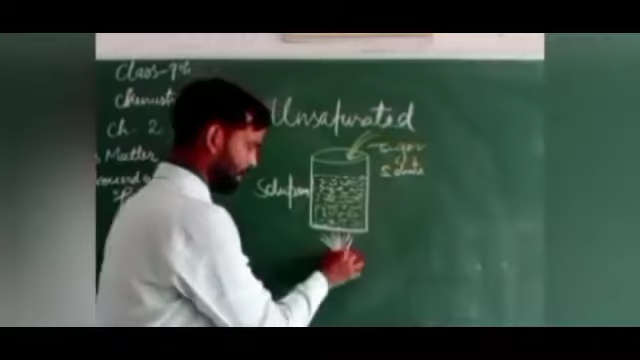 Class-9th
Chemist
Ch. 2
Matter
Unsaturated
Sugar
Solute
Solution